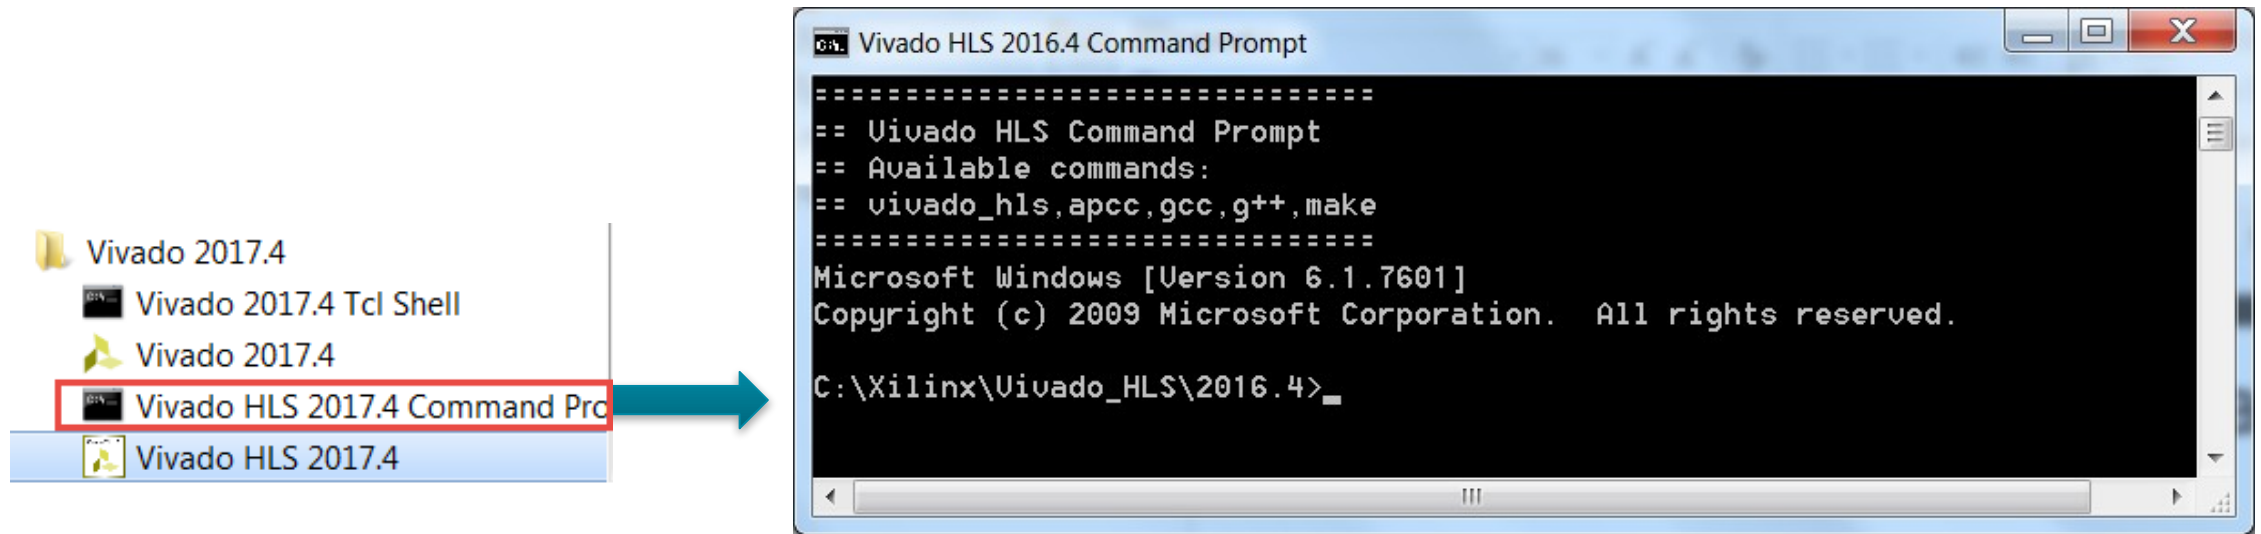 Vivado 2017.4
Vivado 2017.4 Tcl Shell
Vivado 2017.4
Vivado HLS 2017.4 Command Pro
Vivado HLS 2017.4
Vivado HLS 2016.4 Command Prompt
===============================
== Vivado HLS Command Prompt
== Available commands:
== vivado_hls,apcc,gcc,g++,make
===============================
Microsoft Windows [Version 6.1.7601]
Copyright (c) 2009 Microsoft Corporation.  All rights reserved.
C:\Xilinx\Vivado_HLS\2016.4>_